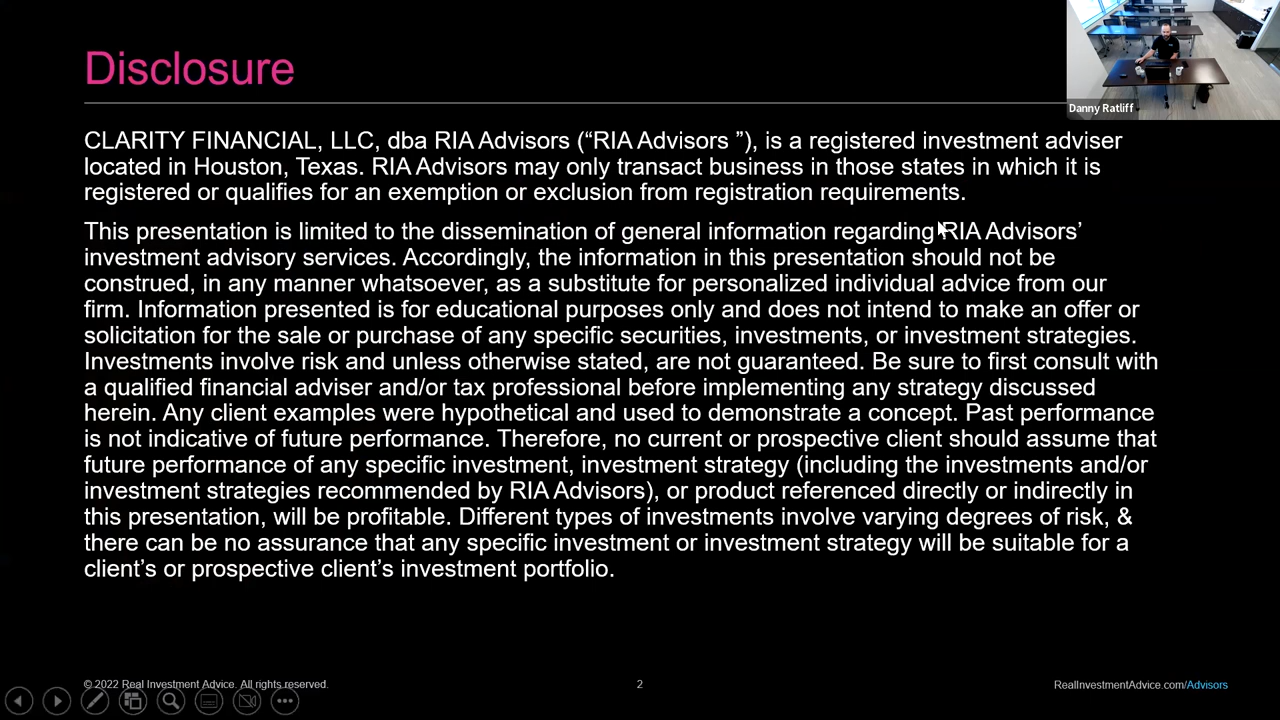 Disclosure
Danny Ratliff
CLARITY FINANCIAL, LLC, dba RIA Advisors (“RIA Advisors ”), is a registered investment adviser
located in Houston, Texas. RIA Advisors may only transact business in those states in which it is
registered or qualifies for an exemption or exclusion from registration requirements.
This presentation is limited to the dissemination of general information regarding RIA Advisors’
investment advisory services. Accordingly, the information in this presentation should not be
construed, in any manner whatsoever, as a substitute for personalized individual advice from our
firm. Information presented is for educational purposes only and does not intend to make an offer or
solicitation for the sale or purchase of any specific securities, investments, or investment strategies.
Investments involve risk and unless otherwise stated, are not guaranteed. Be sure to first consult with
a qualified financial adviser and/or tax professional before implementing any strategy discussed
herein. Any client examples were hypothetical and used to demonstrate a concept. Past performance
is not indicative of future performance. Therefore, no current or prospective client should assume that
future performance of any specific investment, investment strategy (including the investments and/or
investment strategies recommended by RIA Advisors), or product referenced directly or indirectly in
this presentation, will be profitable. Different types of investments involve varying degrees of risk, &
there can be no assurance that any specific investment or investment strategy will be suitable for a
client’s or prospective client’s investment portfolio.
© 2022 Real Investment Advice. All rights reserved.
2
RealInvestmentAdvice.com/Advisors